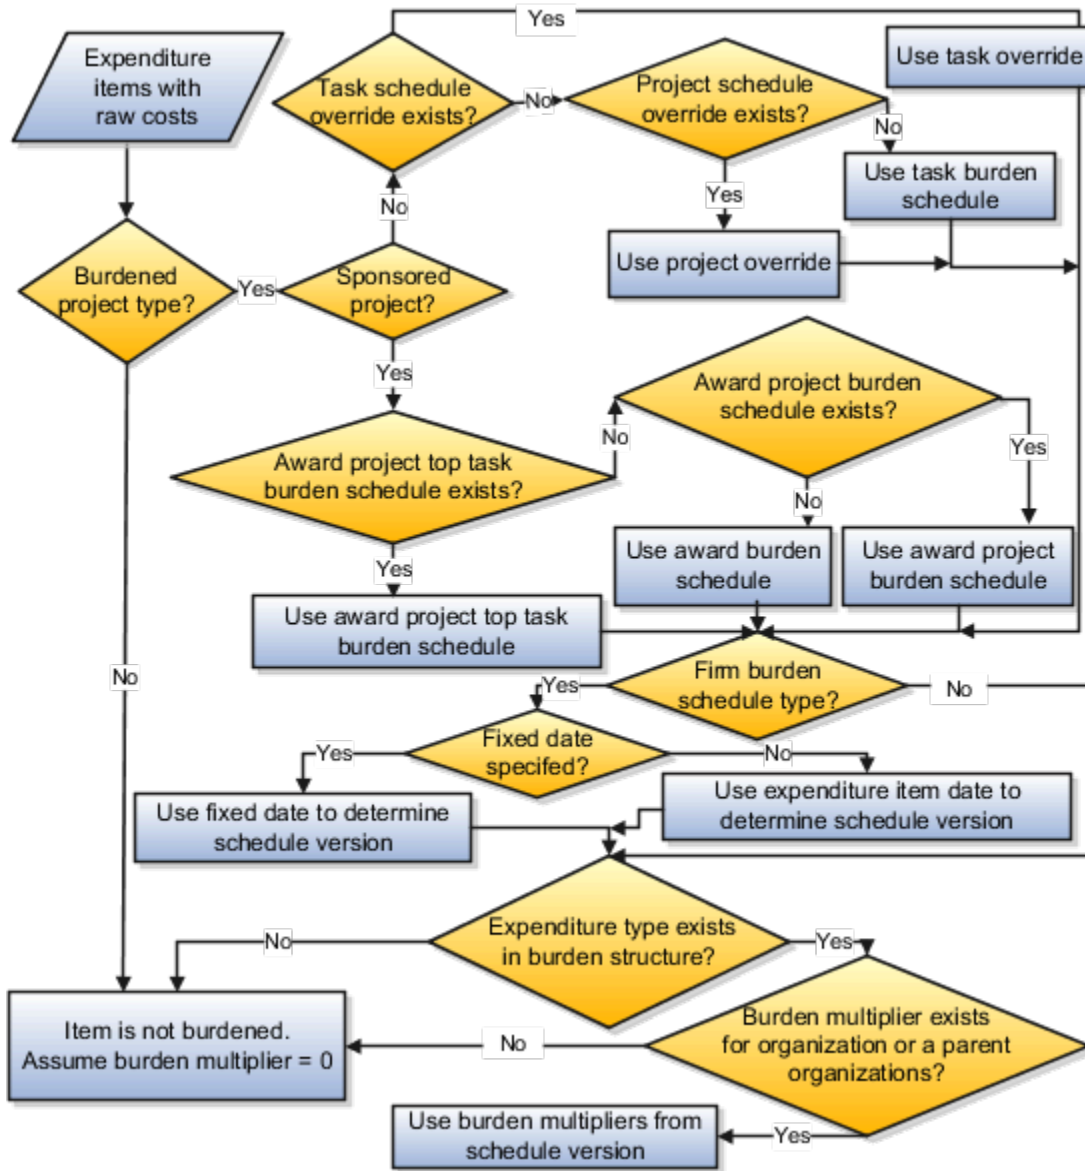 Yes
Expenditure
items with
raw costs
Task schedule
override exists?
No
Project schedule
override exists?
Use task override
No
Use task burden
schedule
Yes
No
Use project override
Burdened
project type?
Yes
Sponsored
project?
Yes
Award project burden
schedule exists?
No
Yes
Award project top task
burden schedule exists?
No
Yes
Use award burden
schedule
Use award project
burden schedule
Use award project top task
burden schedule
No
Firm burden
schedule type?
Yes
No
Fixed date
specifed?
Yes
No
Use fixed date to determine
schedule version
Use expenditure item date to
determine schedule version
Expenditure type exists
in burden structure?
No
Yes
Item is not burdened.
Assume burden multiplier = 0
No
Burden multiplier exists
for organization or a parent
organizations?
Use burden multipliers from
schedule version
Yes